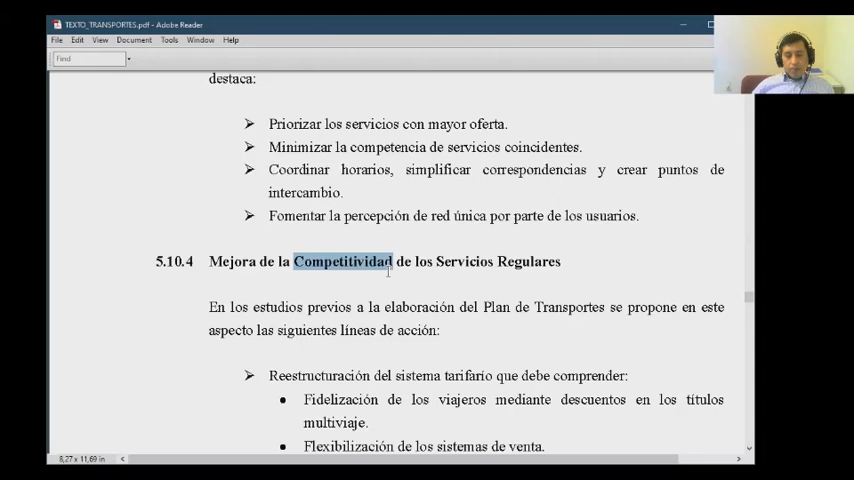 TEXTO_TRANSPORTES.pdf - Adobe Reader
File Edit View Document Tools Window Help
Find
destaca:
Priorizar los servicios con mayor oferta.
Minimizar la competencia de servicios coincidentes.
Coordinar horarios, simplificar correspondencias y crear puntos de
intercambio.
Fomentar la percepción de red única por parte de los usuarios.
5.10.4 Mejora de la Competitividad de los Servicios Regulares
En los estudios previos a la elaboración del Plan de Transportes se propone en este
aspecto las siguientes líneas de acción:
Reestructuración del sistema tarifario que debe comprender:
Fidelización de los viajeros mediante descuentos en los títulos
multiviaje.
Flexibilización de los sistemas de venta.
8,27 x 11,69 in